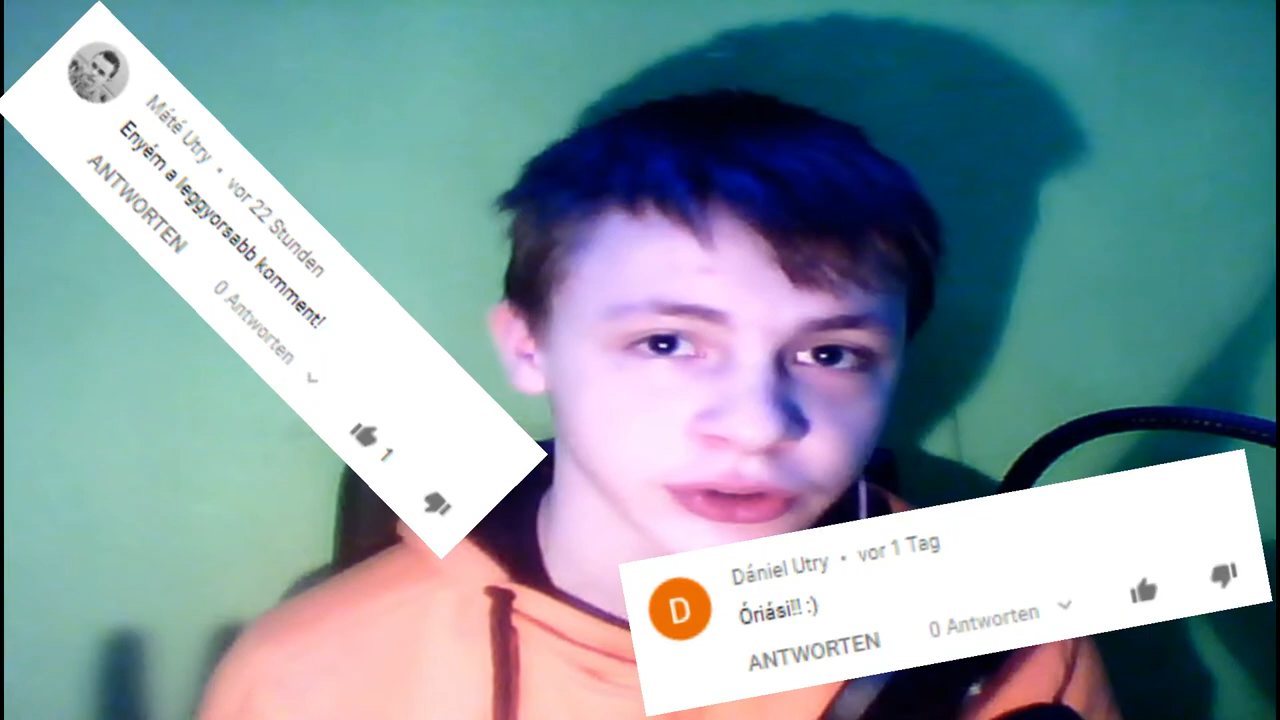 Máté Utry • vor 22 Stunden
Enyém a leggyorsabb komment!
ANTWORTEN
0 Antworten
1
D
Dániel Utry • vor 1 Tag
Óriási!! :)
ANTWORTEN
0 Antworten